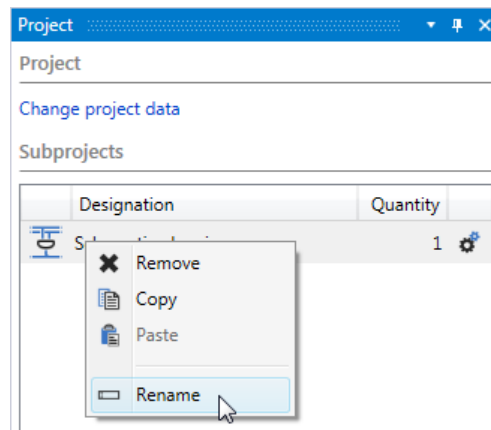 Project
Project
Change project data
Subprojects
Designation Quantity
1
Remove
Copy
Paste
Rename